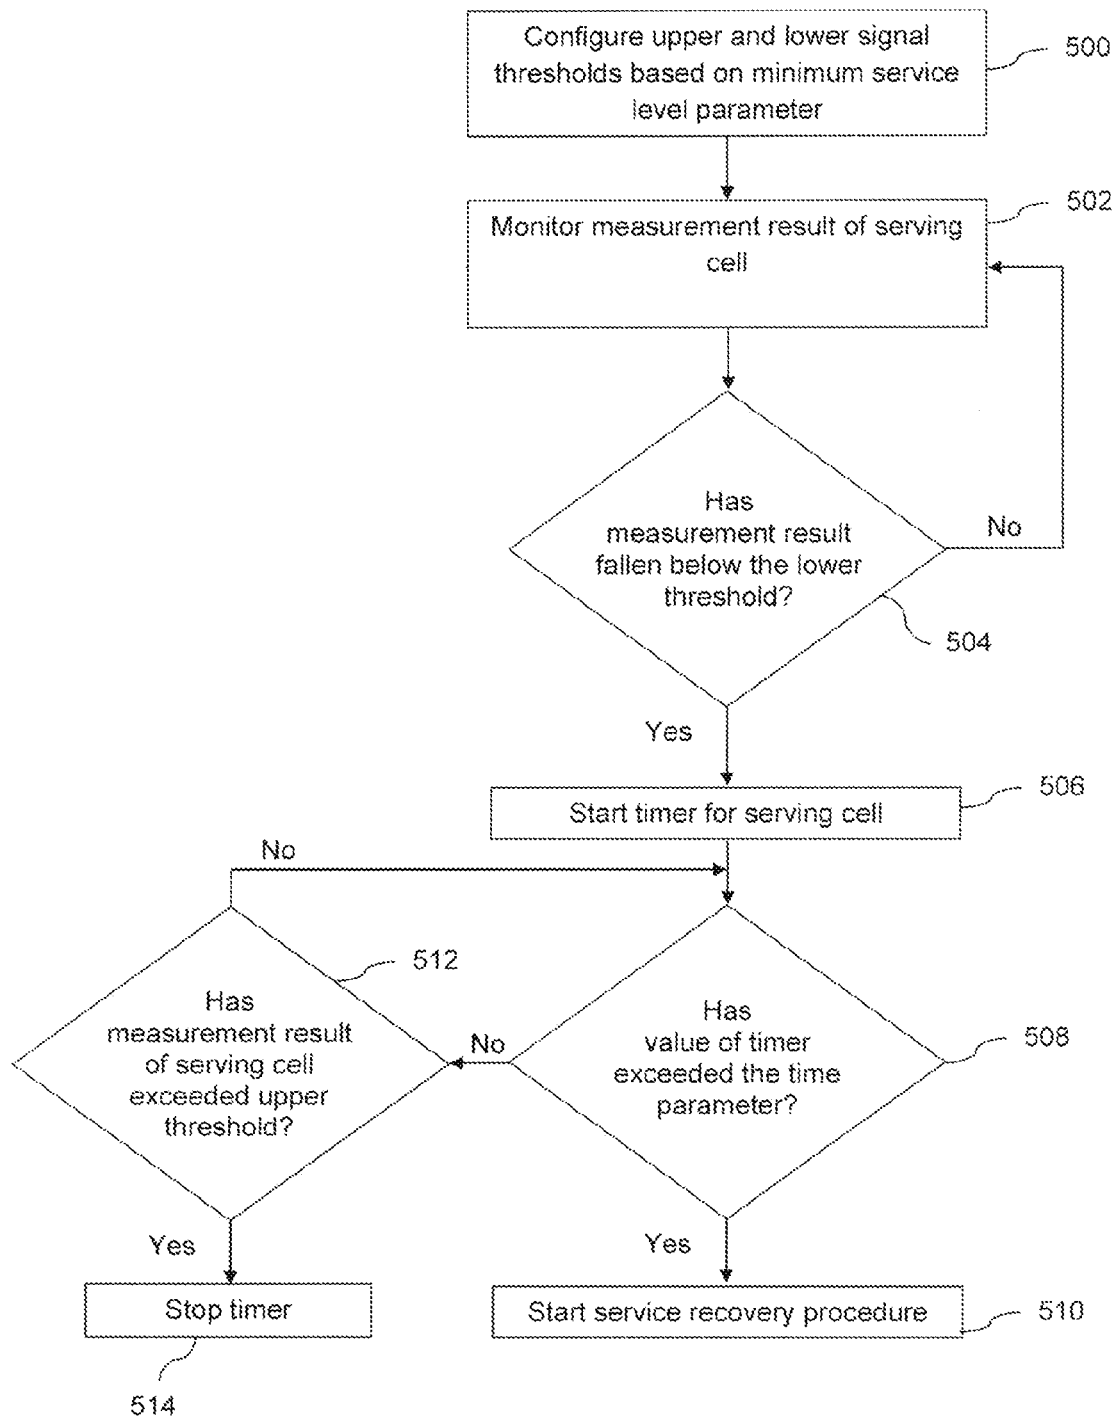 Configure upper and lower signal
thresholds based on minimum service
level parameter
500
502
Monitor measurement result of serving
cell
Has
measurement result
fallen below the lower
threshold?
No
504
Yes
506
Start timer for serving cell
No
512
Has
measurement result
of serving cell
exceeded upper
threshold?
No
Has
value of timer
exceeded the time
parameter?
508
Yes
Yes
Stop timer
Start service recovery procedure
510
514